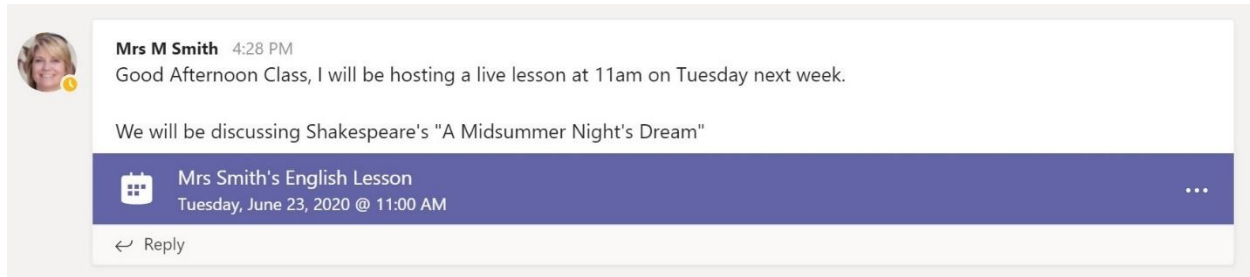 Mrs M Smith 4:28 PM
Good Afternoon Class, I will be hosting a live lesson at 11am on Tuesday next week.
We will be discussing Shakespeare's "A Midsummer Night's Dream"
Mrs Smith's English Lesson
Tuesday, June 23, 2020 @ 11:00 AM
Reply